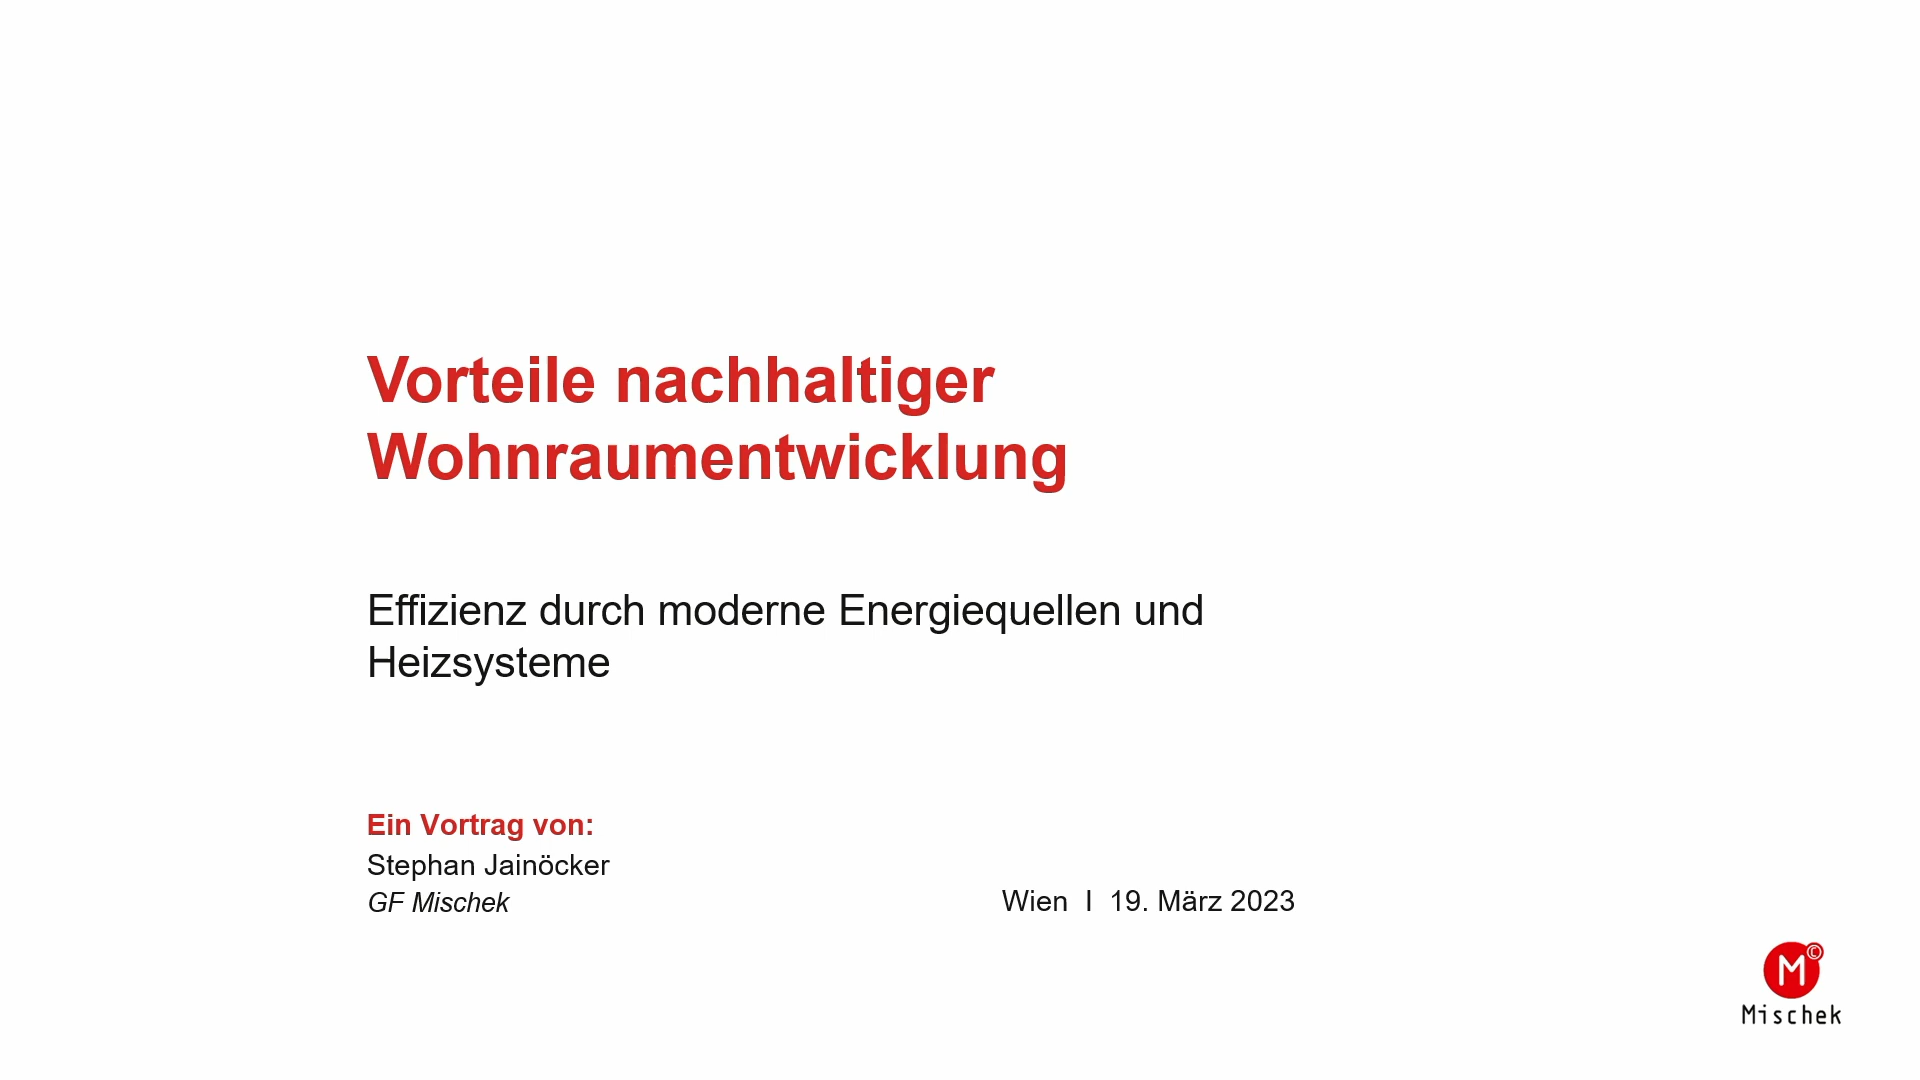 Vorteile nachhaltiger
Wohnraumentwicklung
Effizienz durch moderne Energiequellen und
Heizsysteme
Ein Vortrag von:
Stephan Jainöcker
GF Mischek
Wien I 19. März 2023
M©
Mischek